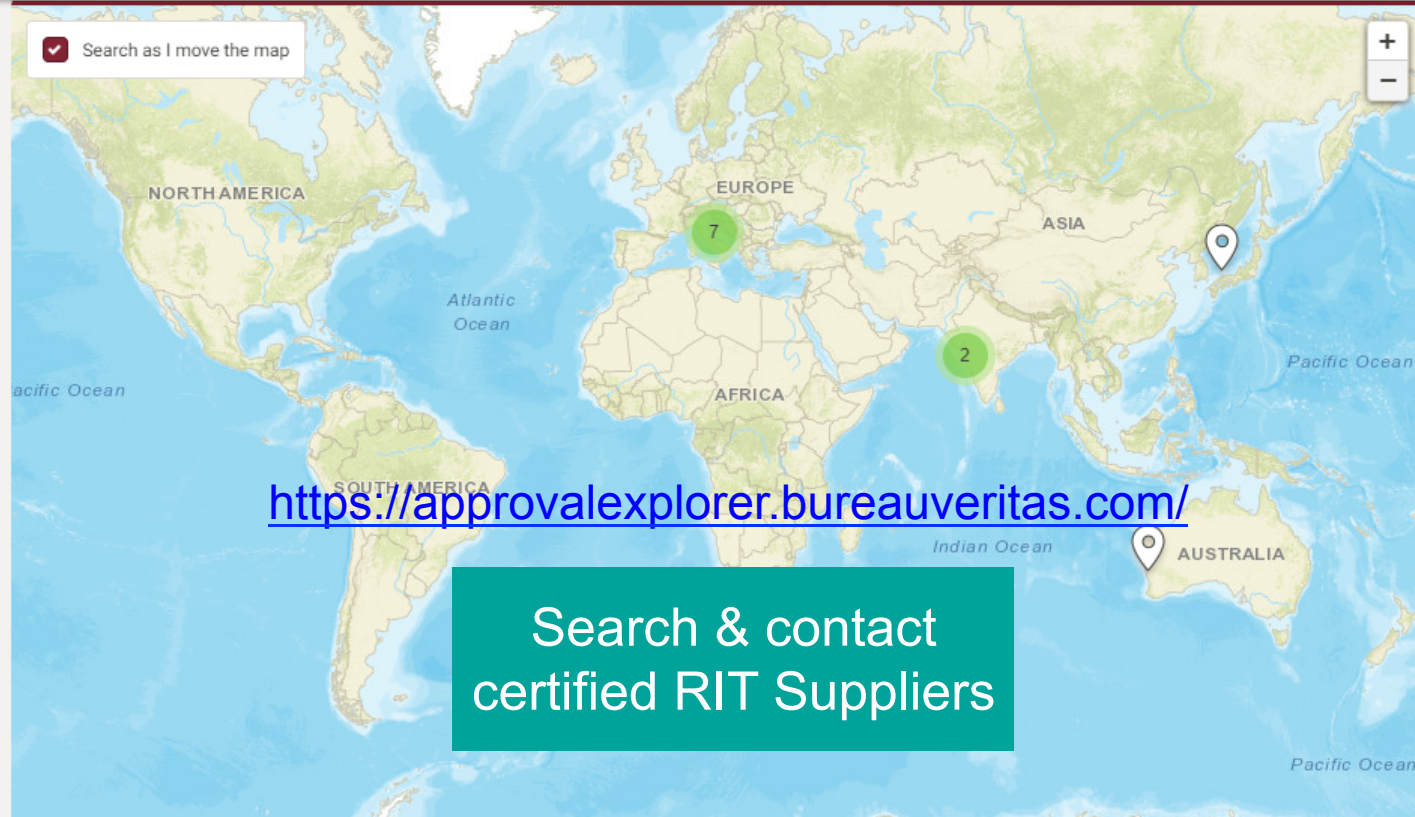 Search as I move the map
+
−
NORTH AMERICA
EUROPE
ASIA
7
Atlantic
Ocean
2
Pacific Ocean
acific Ocean
AFRICA
SOUTH AMERICA
https://approvalexplorer.bureauveritas.com/
Indian Ocean
AUSTRALIA
Search & contact
certified RIT Suppliers
Pacific Ocean